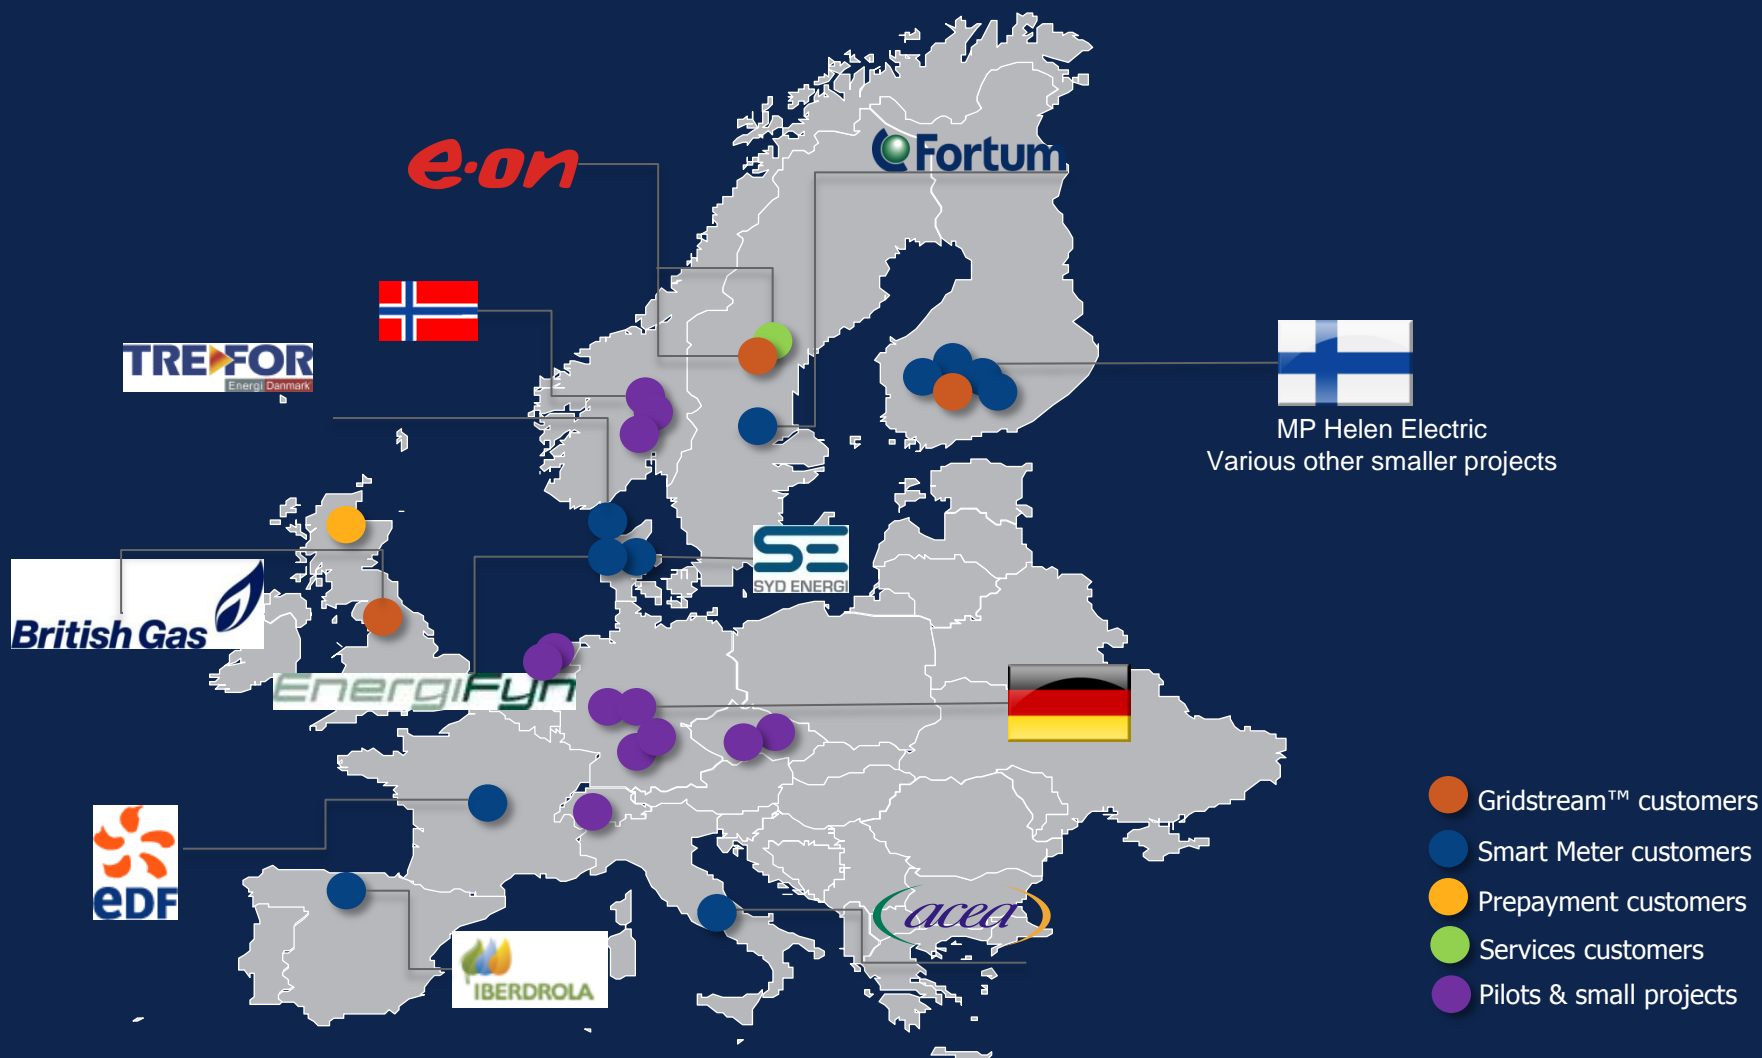 e·on
Fortum
TREFOR
Energi Danmark
MP Helen Electric
Various other smaller projects
SE
SYD ENERGI
British Gas
EnergiFyn
eDF
acea
IBERDROLA
Gridstream™ customers
Smart Meter customers
Prepayment customers
Services customers
Pilots & small projects